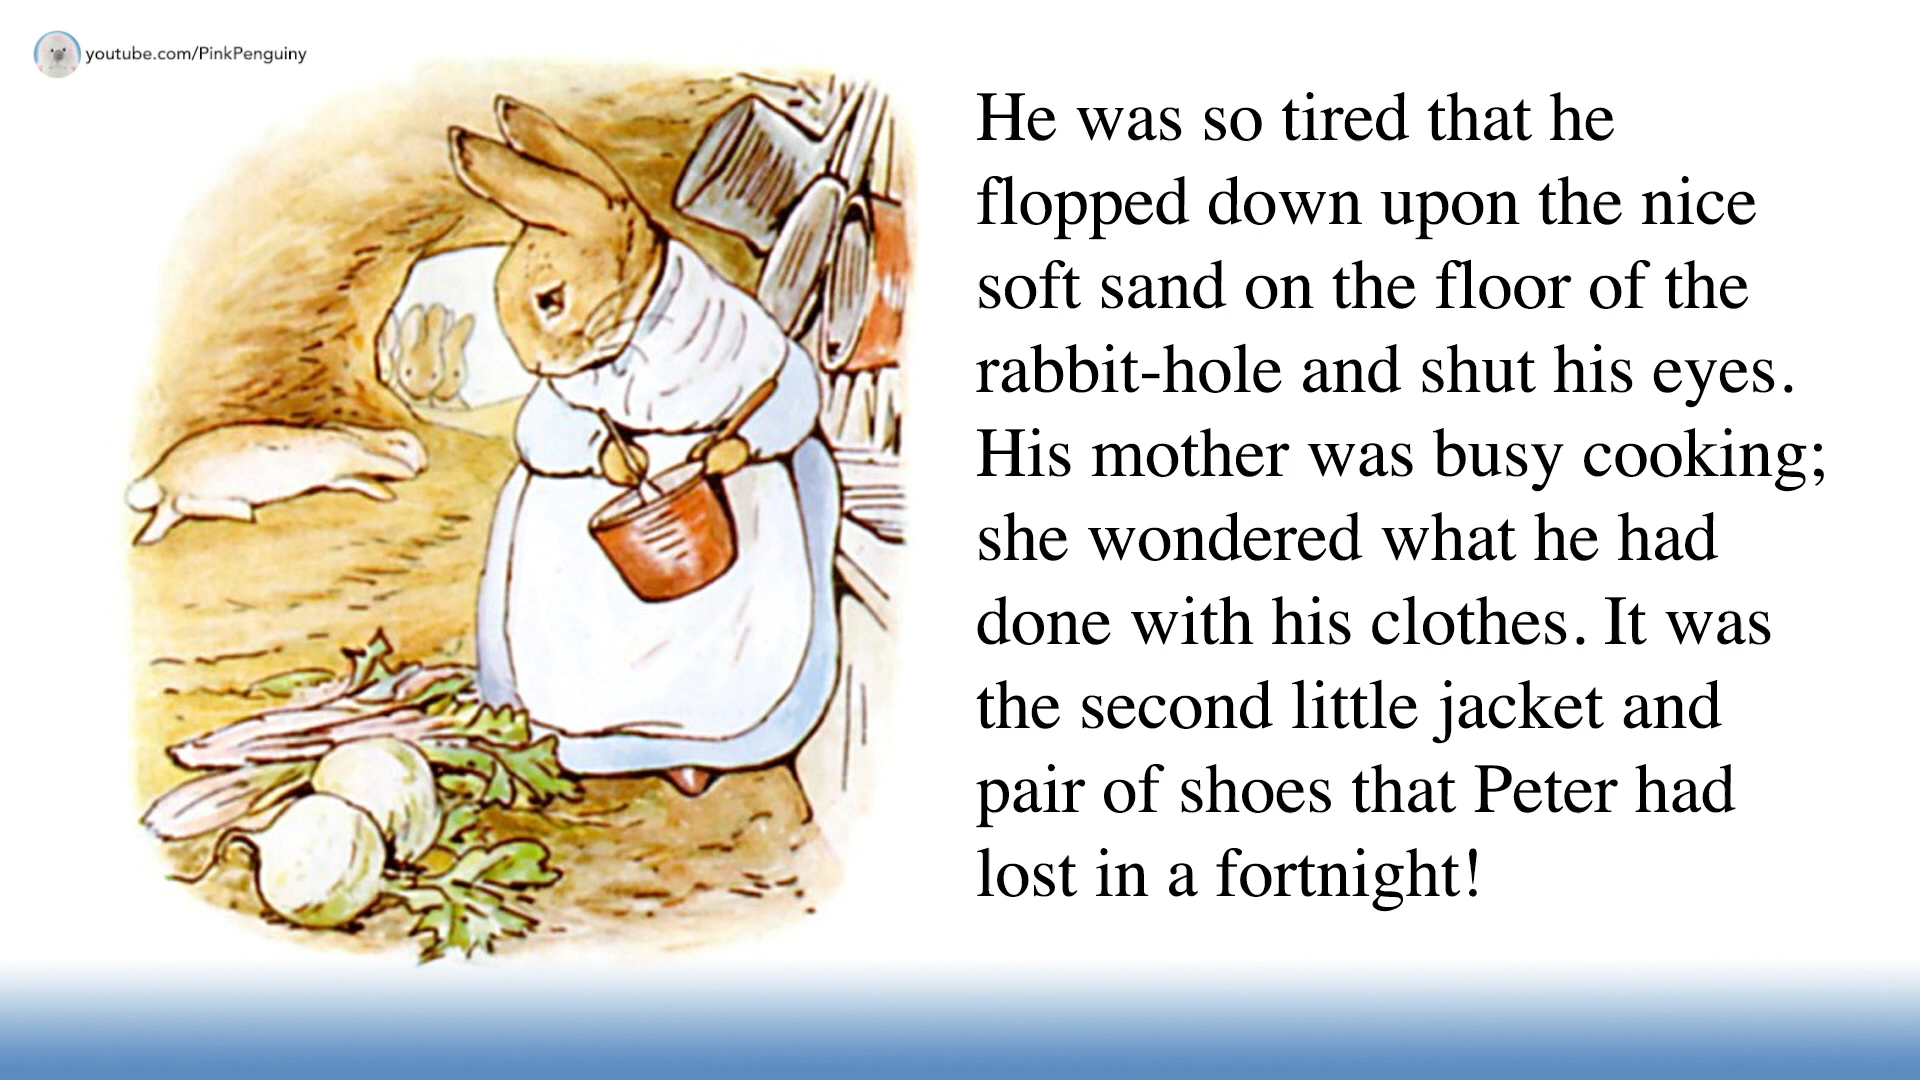 youtube.com/PinkPenguiny
He was so tired that he
flopped down upon the nice
soft sand on the floor of the
rabbit-hole and shut his eyes.
His mother was busy cooking;
she wondered what he had
done with his clothes. It was
the second little jacket and
pair of shoes that Peter had
lost in a fortnight!